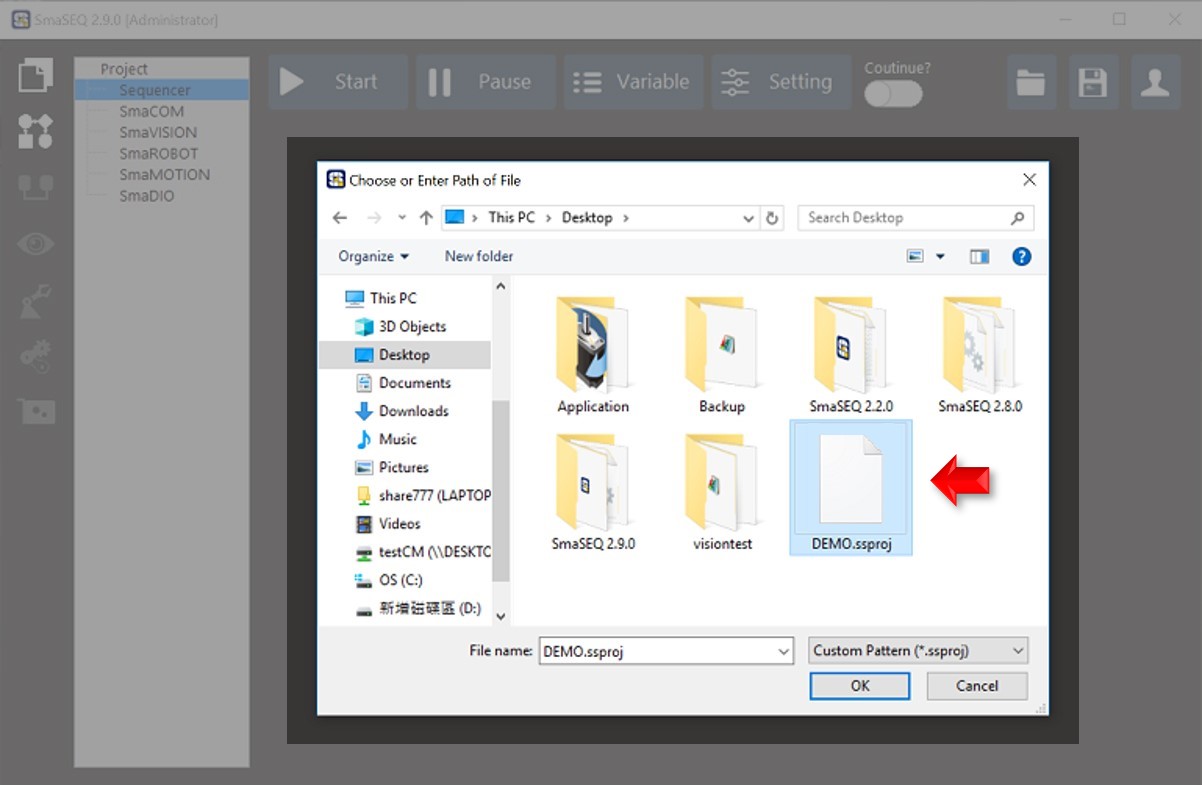 SmaSEQ 2.9.0 [Administrator]
Project
Sequencer
SmaCOM
SmaVISION
SmaROBOT
SmaMOTION
SmaDIO
Start
Pause
Variable
Setting
Coutinue?
Choose or Enter Path of File
This PC > Desktop >
Search Desktop
Organize
New folder
This PC
3D Objects
Desktop
Documents
Downloads
Music
Pictures
share777 (LAPTOP
Videos
testCM (\\DESKTC
OS (C:)
新增磁碟區 (D:)
Application
Backup
SmaSEQ 2.2.0
SmaSEQ 2.8.0
SmaSEQ 2.9.0
visiontest
DEMO.ssproj
File name:
DEMO.ssproj
Custom Pattern (*.ssproj)
OK
Cancel